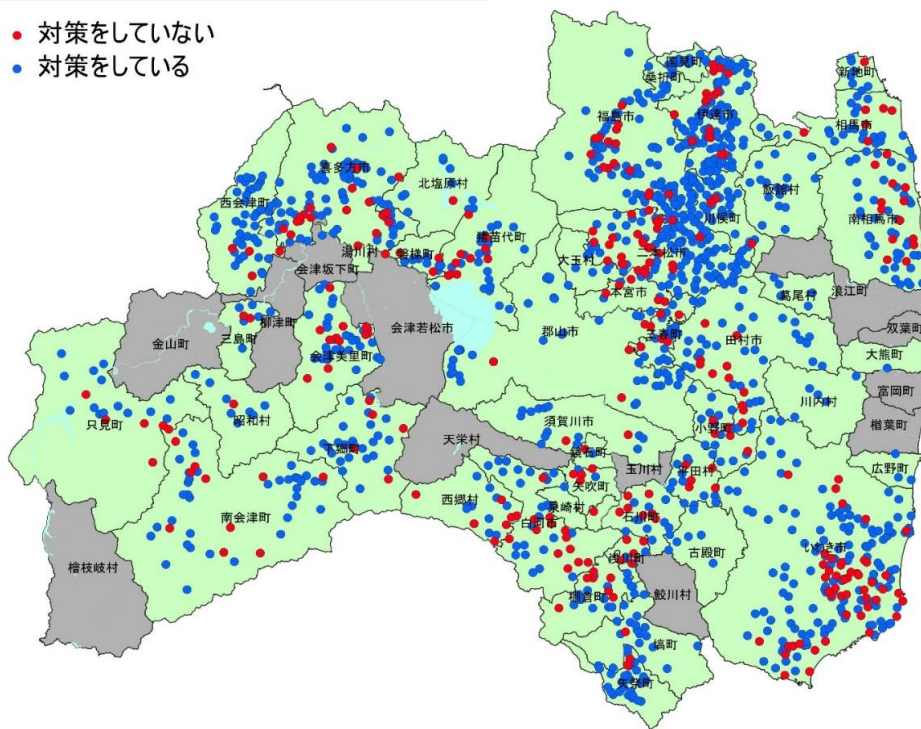 対策をしていない
対策をしている
国見町
桑折町
新地町
福島市
伊達市
相馬市
喜多方市
北塩原村
西会津町
飯舘村
川俣町
南相馬市
猪苗代町
湯川村
磐梯町
大玉村
二本松市
会津坂下町
本宮市
葛尾村
浪江町
柳津町
会津若松市
双葉町
金山町
三島町
郡山市
三春町
田村市
大熊町
会津美里町
富岡町
川内村
只見町
昭和村
須賀川市
小野町
楢葉町
下郷町
天栄村
鏡石町
玉川村
平田村
広野町
矢吹町
西郷村
泉崎村
南会津町
白河市
石川町
古殿町
いわき市
浅川町
檜枝岐村
棚倉町
鮫川村
塙町
矢祭町